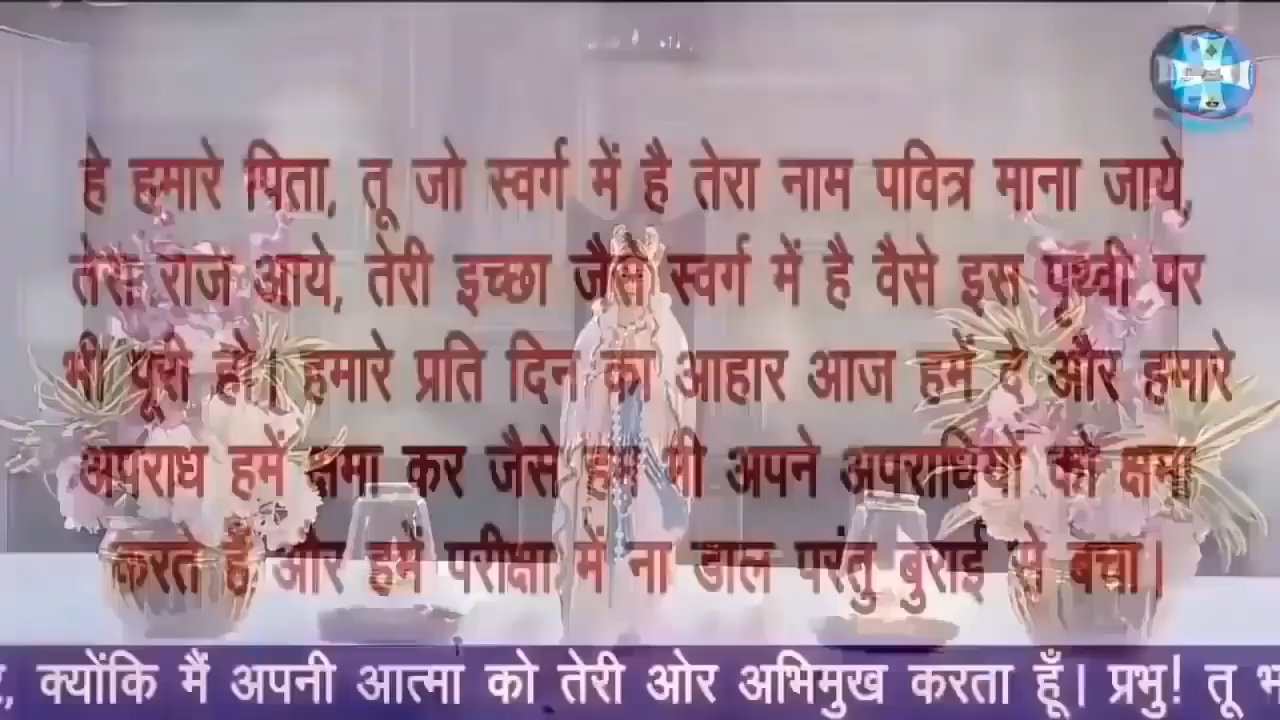 हे हमारे पिता, तू जो स्वर्ग में है तेरा नाम पवित्र माना जाये,
तेरा राज आये, तेरी इच्छा जैसे स्वर्ग में है वैसे इस पृथ्वी पर
भी पूरी हो। हमारे प्रति दिन का आहार आज हमें दे और हमारे
अपराध हमें क्षमा कर जैसे हम भी अपने अपराधियों को क्षमा
करते हैं और हमें परीक्षा में ना डाल परंतु बुराई से बचा।
क्योंकि मैं अपनी आत्मा को तेरी ओर अभिमुख करता हूँ। प्रभु! तू